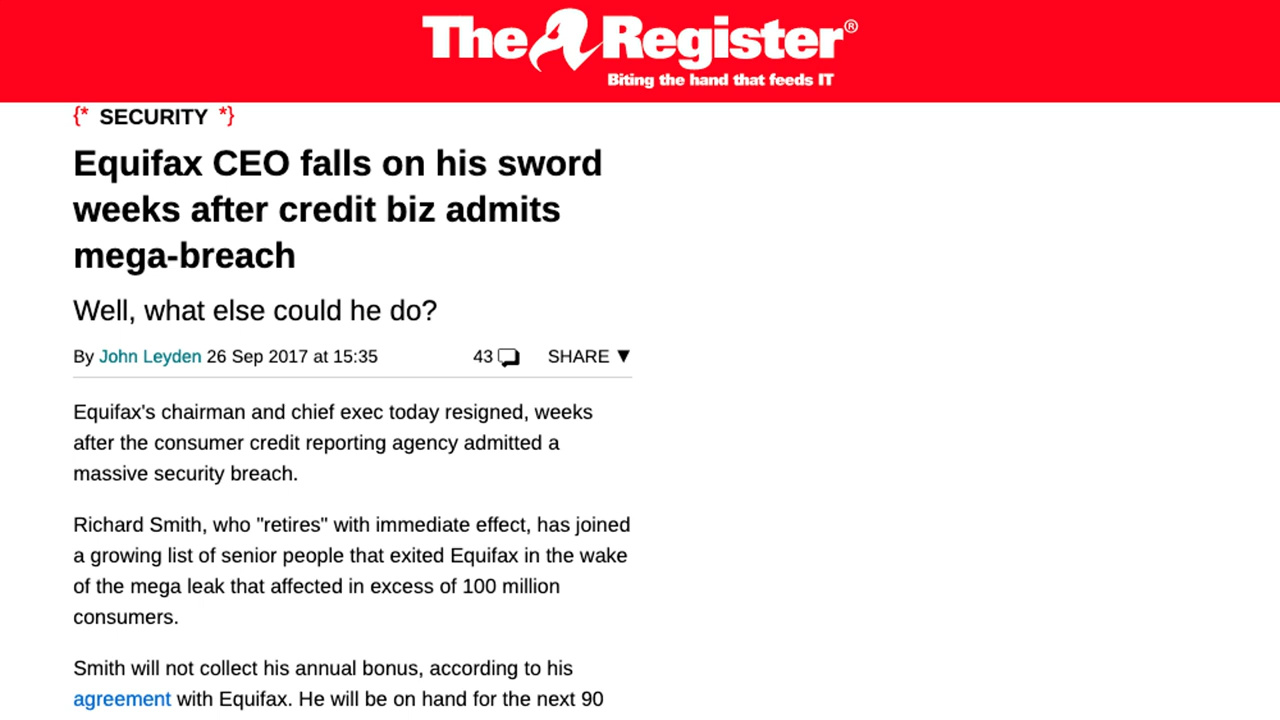 The Register®
Biting the hand that feeds IT
{* SECURITY *}
Equifax CEO falls on his sword
weeks after credit biz admits
mega-breach
Well, what else could he do?
By John Leyden 26 Sep 2017 at 15:35 43 SHARE ▼
Equifax's chairman and chief exec today resigned, weeks
after the consumer credit reporting agency admitted a
massive security breach.
Richard Smith, who "retires" with immediate effect, has joined
a growing list of senior people that exited Equifax in the wake
of the mega leak that affected in excess of 100 million
consumers.
Smith will not collect his annual bonus, according to his
agreement with Equifax. He will be on hand for the next 90